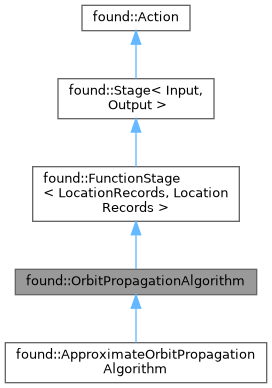 found::Action
found::Stage< Input,
Output >
found::FunctionStage
< LocationRecords, Location
Records >
found::OrbitPropagationAlgorithm
found::ApproximateOrbitPropagation
Algorithm